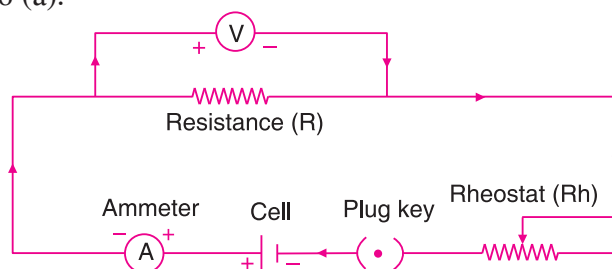 o (a).
V
+ −
Resistance (R)
Ammeter Cell Plug key Rheostat (Rh)
− +
A
+ −